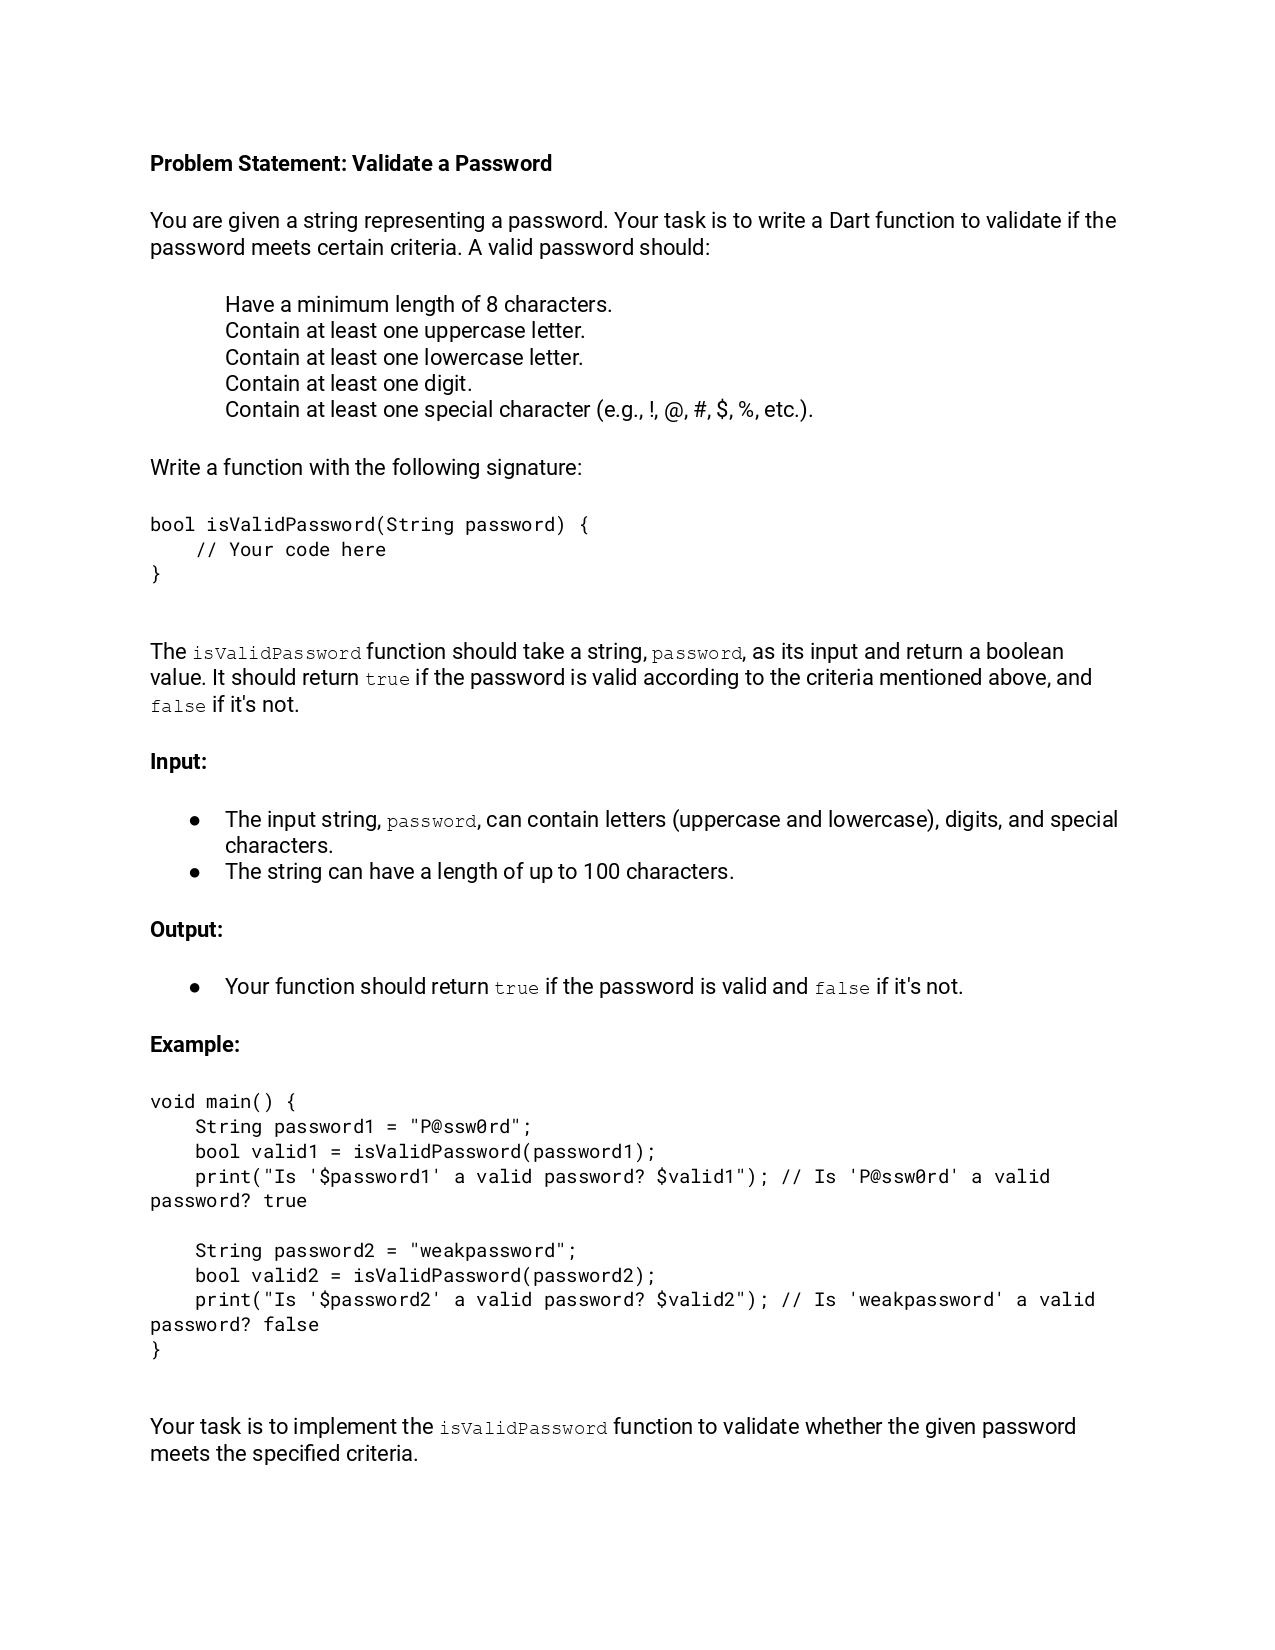 Problem Statement: Validate a Password
You are given a string representing a password. Your task is to write a Dart function to validate if the
password meets certain criteria. A valid password should:
Have a minimum length of 8 characters.
Contain at least one uppercase letter.
Contain at least one lowercase letter.
Contain at least one digit.
Contain at least one special character (e.g., !, @, #, $, %, etc.).
Write a function with the following signature:
bool isValidPassword(String password) {
    // Your code here
}
The isValidPassword function should take a string, password, as its input and return a boolean
value. It should return true if the password is valid according to the criteria mentioned above, and
false if it's not.
Input:
● The input string, password, can contain letters (uppercase and lowercase), digits, and special
characters.
● The string can have a length of up to 100 characters.
Output:
● Your function should return true if the password is valid and false if it's not.
Example:
void main() {
    String password1 = "P@ssw0rd";
    bool valid1 = isValidPassword(password1);
    print("Is '$password1' a valid password? $valid1"); // Is 'P@ssw0rd' a valid
password? true
    String password2 = "weakpassword";
    bool valid2 = isValidPassword(password2);
    print("Is '$password2' a valid password? $valid2"); // Is 'weakpassword' a valid
password? false
}
Your task is to implement the isValidPassword function to validate whether the given password
meets the specified criteria.